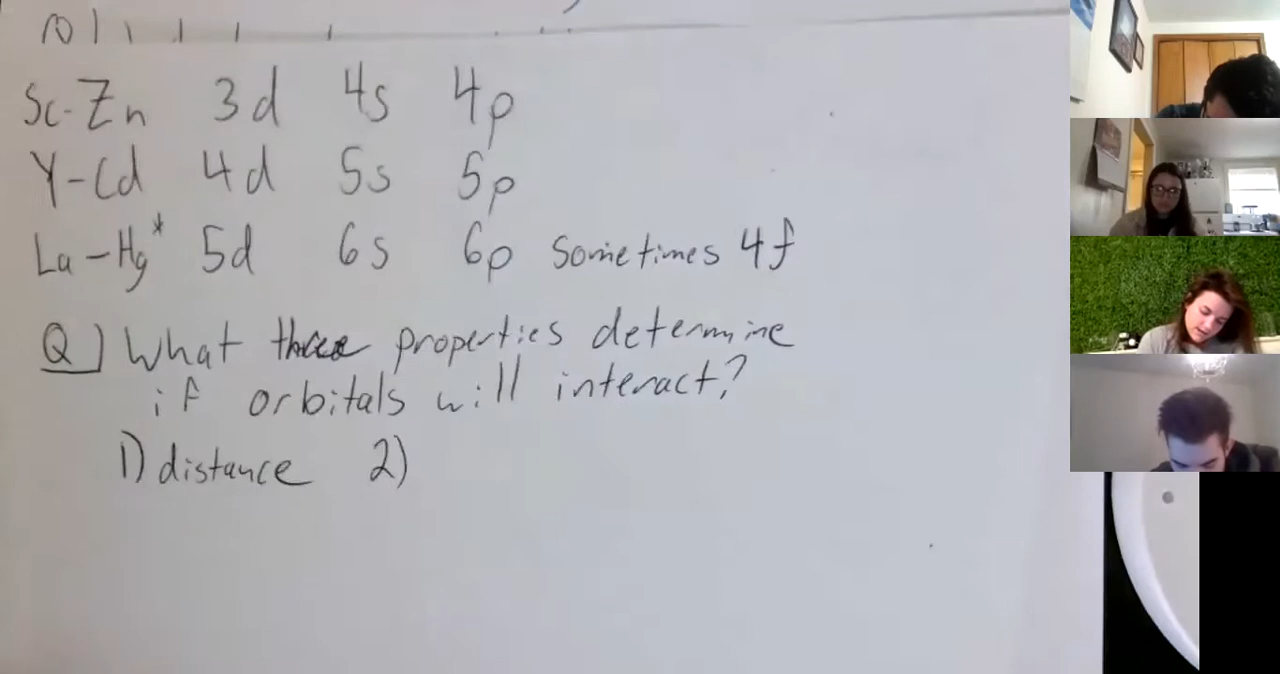 Sc-Zn 3d 4s 4p
Y-Cd 4d 5s 5p
La-Hg* 5d 6s 6p sometimes 4f
Q) What three properties determine
if orbitals will interact?
1) distance 2)